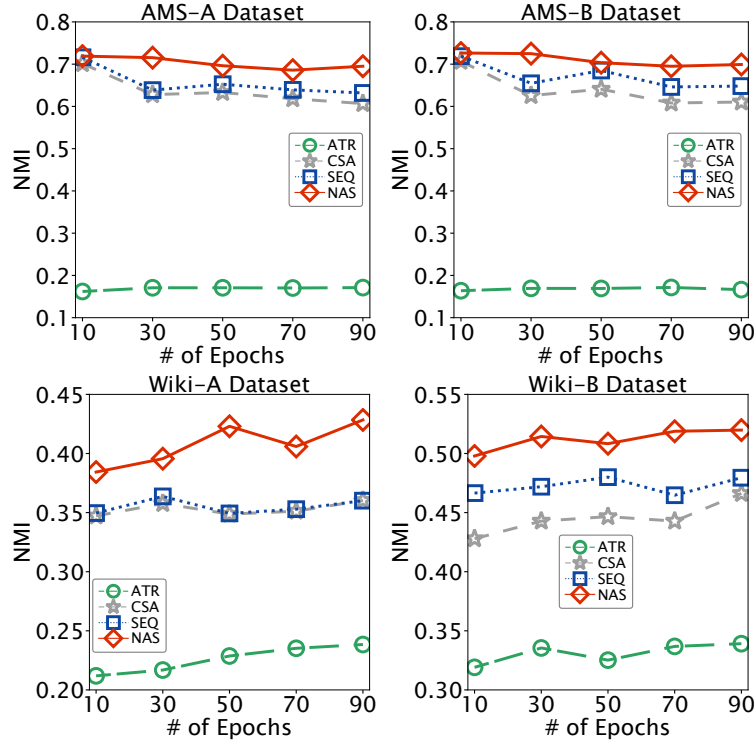 AMS-A Dataset
0.8
0.7
0.6
0.5
0.4
0.3
0.2
0.1
NMI
ATR
CSA
SEQ
NAS
10 30 50 70 90
# of Epochs
AMS-B Dataset
0.8
0.7
0.6
0.5
0.4
0.3
0.2
0.1
NMI
ATR
CSA
SEQ
NAS
10 30 50 70 90
# of Epochs
Wiki-A Dataset
0.45
0.40
0.35
0.30
0.25
0.20
NMI
ATR
CSA
SEQ
NAS
10 30 50 70 90
# of Epochs
Wiki-B Dataset
0.55
0.50
0.45
0.40
0.35
0.30
NMI
ATR
CSA
SEQ
NAS
10 30 50 70 90
# of Epochs